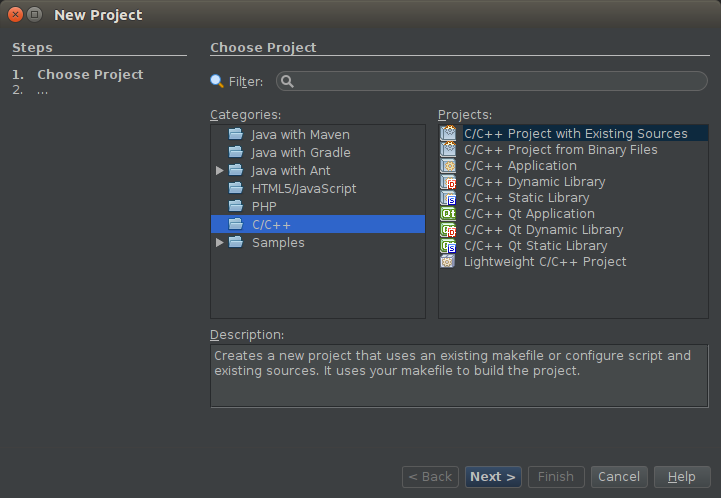 New Project
Steps
1. Choose Project
2. ...
Choose Project
Filter:
Categories:
Java with Maven
Java with Gradle
Java with Ant
HTML5/JavaScript
PHP
C/C++
Samples
Projects:
C/C++ Project with Existing Sources
C/C++ Project from Binary Files
C/C++ Application
C/C++ Dynamic Library
C/C++ Static Library
C/C++ Qt Application
C/C++ Qt Dynamic Library
C/C++ Qt Static Library
Lightweight C/C++ Project
Description:
Creates a new project that uses an existing makefile or configure script and
existing sources. It uses your makefile to build the project.
< Back Next > Finish Cancel Help